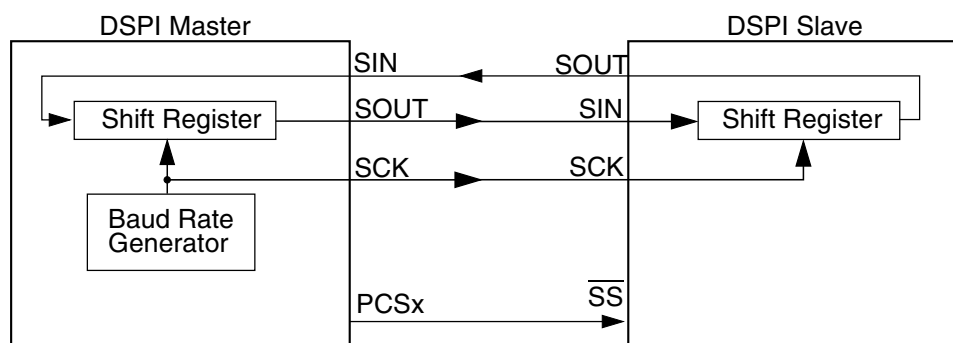 DSPI Master
DSPI Slave
SIN
SOUT
Shift Register
SOUT
SIN
Shift Register
SCK
SCK
Baud Rate
Generator
PCSx
SS